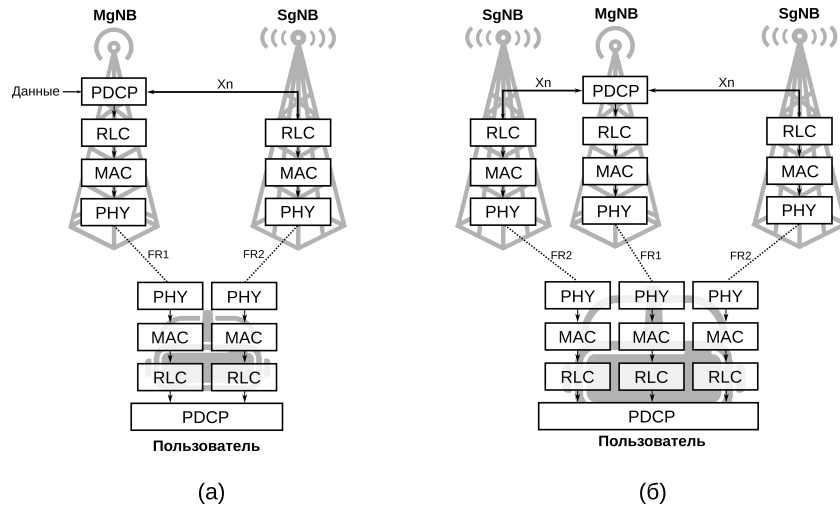 MgNB
SgNB
Данные
PDCP
Xn
RLC
RLC
MAC
MAC
PHY
PHY
FR1
FR2
PHY
PHY
MAC
MAC
RLC
RLC
PDCP
Пользователь
(а)
SgNB
MgNB
SgNB
Xn
PDCP
Xn
RLC
RLC
RLC
MAC
MAC
MAC
PHY
PHY
PHY
FR2
FR1
FR2
PHY
PHY
PHY
MAC
MAC
MAC
RLC
RLC
RLC
PDCP
Пользователь
(б)